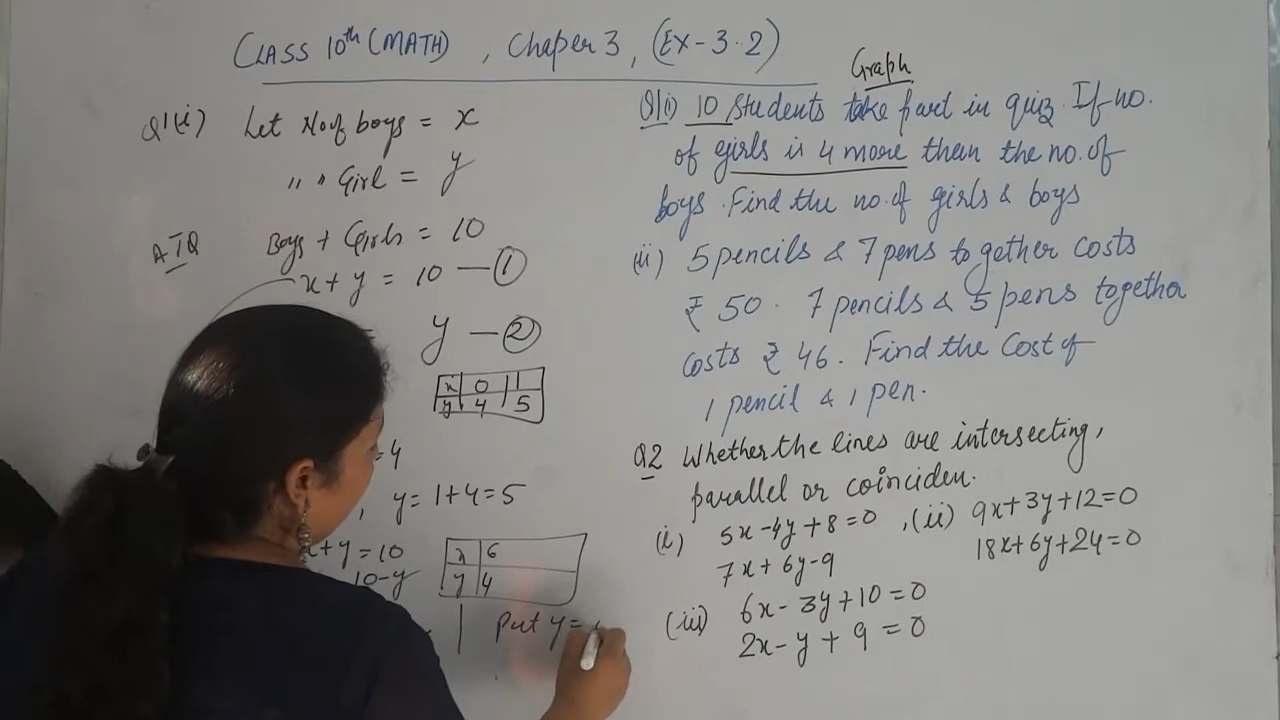 CLASS 10th (MATH) , Chaper 3 , (EX-3.2)
Q1(i) Let No of boys = x
" " Girl = y
ATQ Boys + Girls = 10
x + y = 10 — ①
y — ②
x 0 1
y 4 5
= 4
, y = 1+4 = 5
x+y = 10
10-y
x 6
y 4
Put y =
Graph
Q1(i) 10 Students take part in quiz. If no.
of girls is 4 more than the no. of
boys. Find the no. of girls & boys
(ii) 5 pencils & 7 pens together costs
₹ 50. 7 pencils & 5 pens together
costs ₹ 46. Find the cost of
1 pencil & 1 pen.
Q2 Whether the lines are intersecting,
parallel or coinciden.
(i) 5x-4y+8=0 , (ii) 9x+3y+12=0
7x+6y-9 18x+6y+24=0
(iii) 6x-3y+10=0
2x-y+9=0